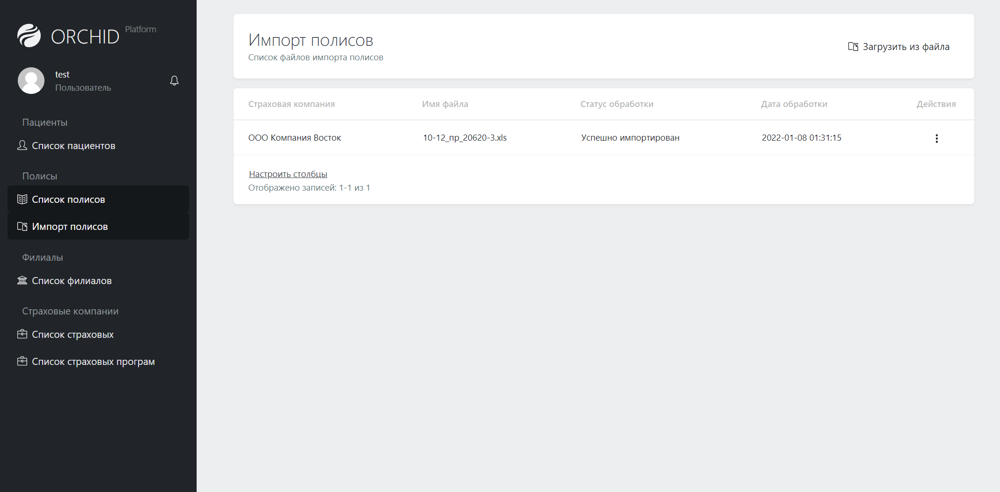 ORCHID Platform
test
Пользователь
Пациенты
Список пациентов
Полисы
Список полисов
Импорт полисов
Филиалы
Список филиалов
Страховые компании
Список страховых
Список страховых програм
Импорт полисов
Список файлов импорта полисов
Загрузить из файла
Страховая компания Имя файла Статус обработки Дата обработки Действия
ООО Компания Восток 10-12_пр_20620-3.xls Успешно импортирован 2022-01-08 01:31:15
Настроить столбцы
Отображено записей: 1-1 из 1